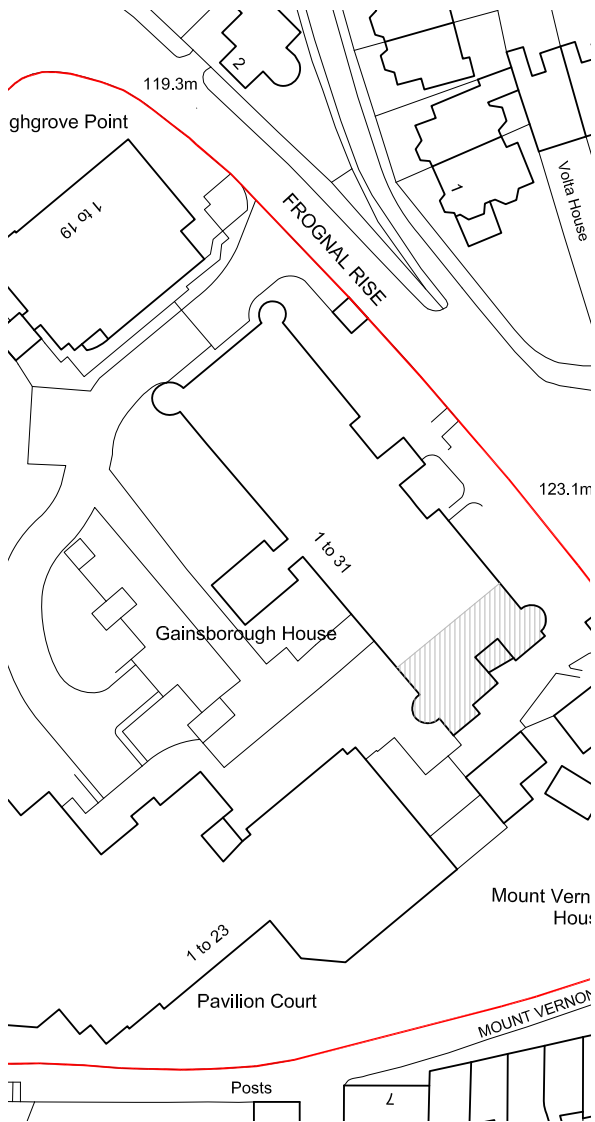 2
119.3m
ghgrove Point
1 to 19
FROGNAL RISE
1
Volta House
123.1m
1 to 31
Gainsborough House
Mount Vern
Hous
1 to 23
Pavilion Court
MOUNT VERNON
Posts
7